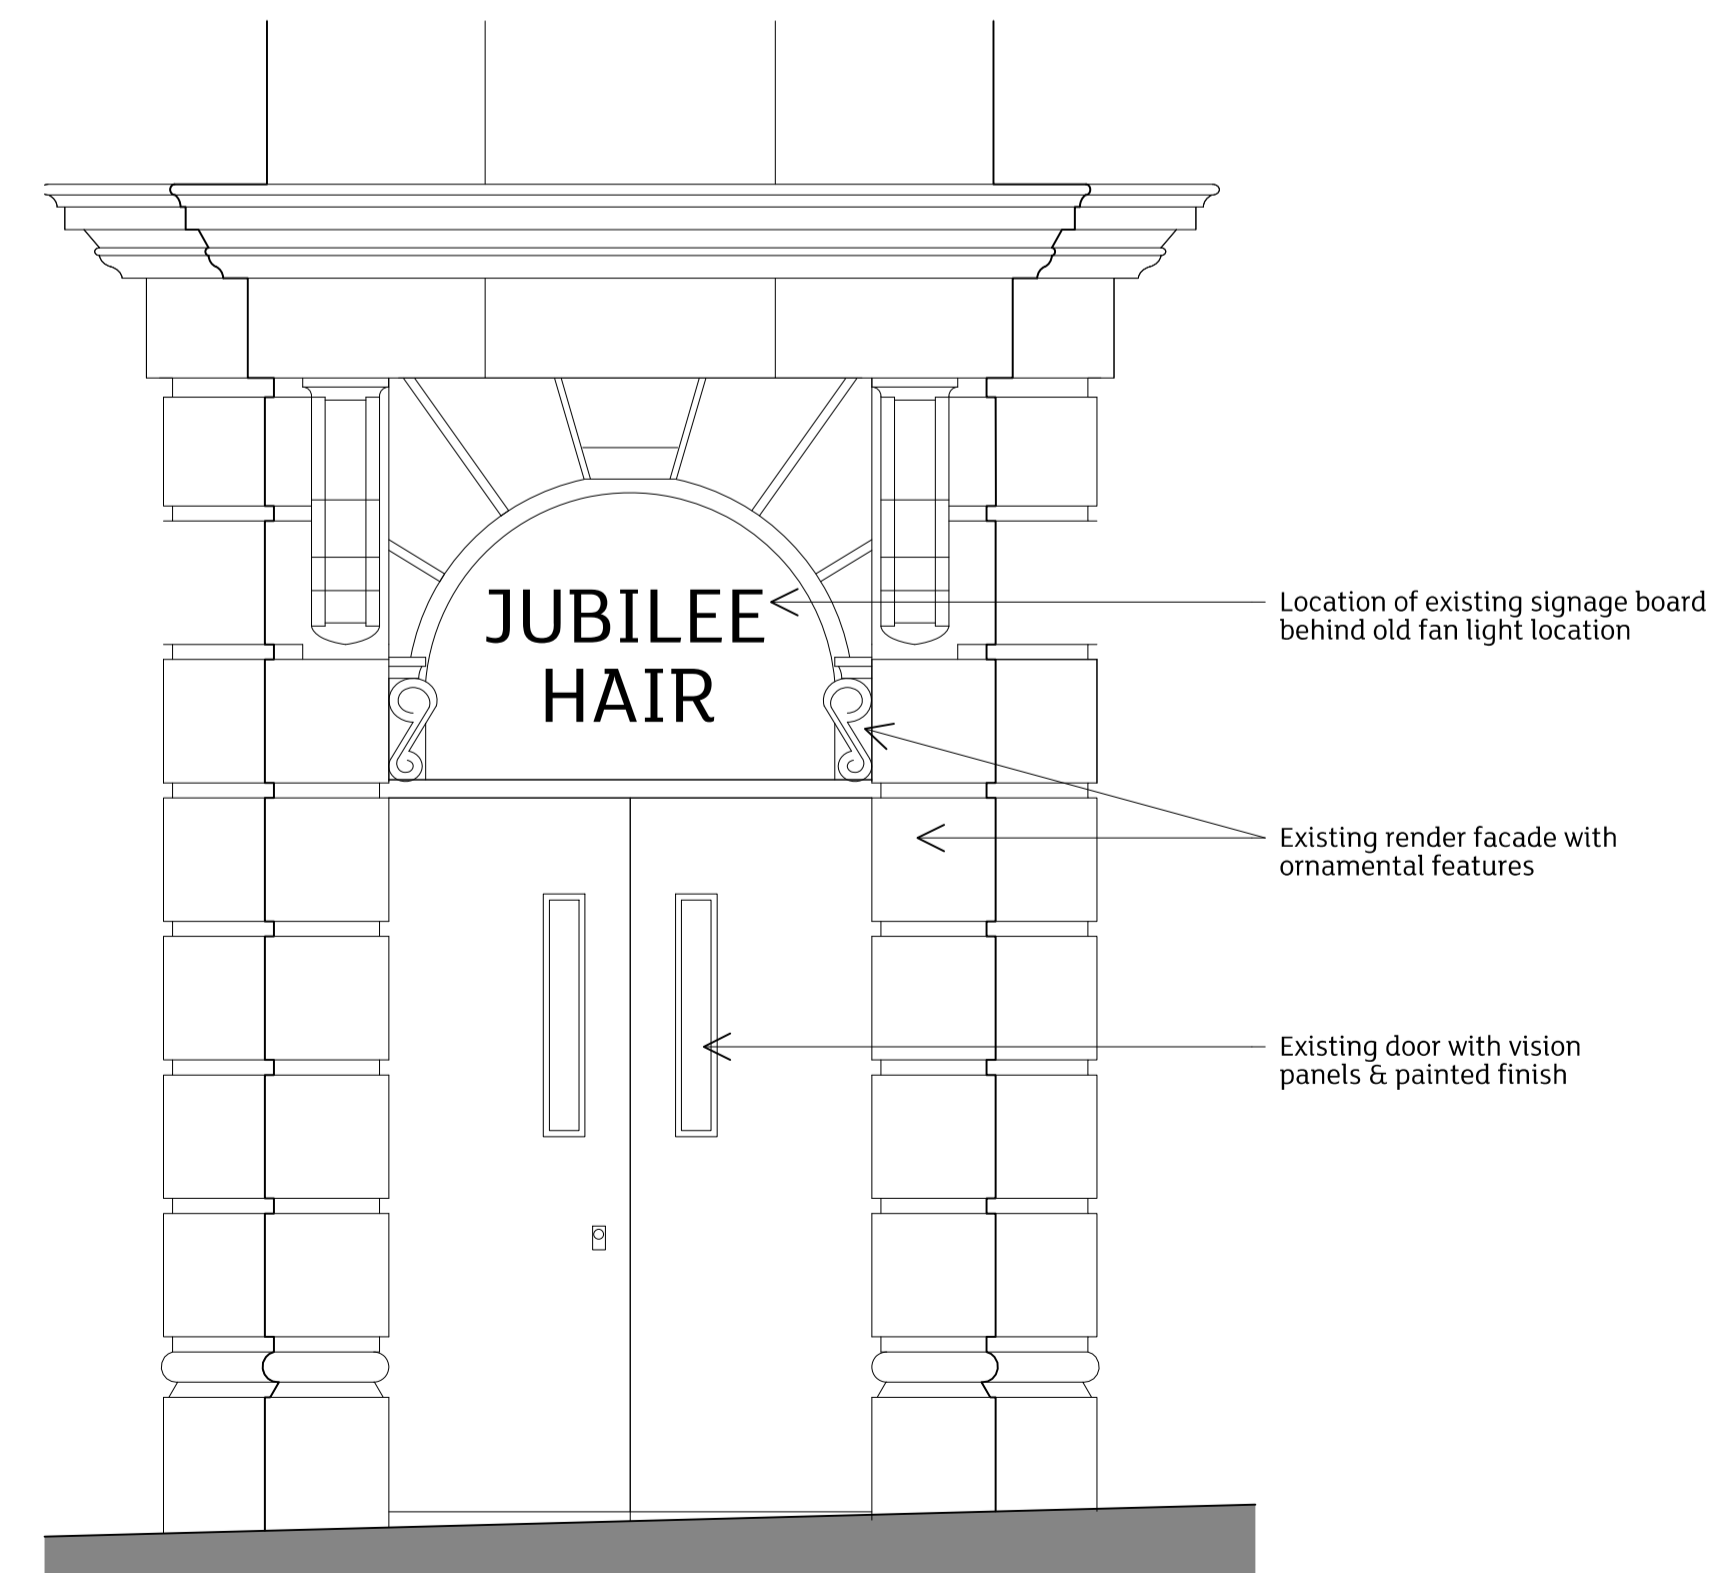 JUBILEE
HAIR
Location of existing signage board
behind old fan light location
Existing render facade with
ornamental features
Existing door with vision
panels & painted finish